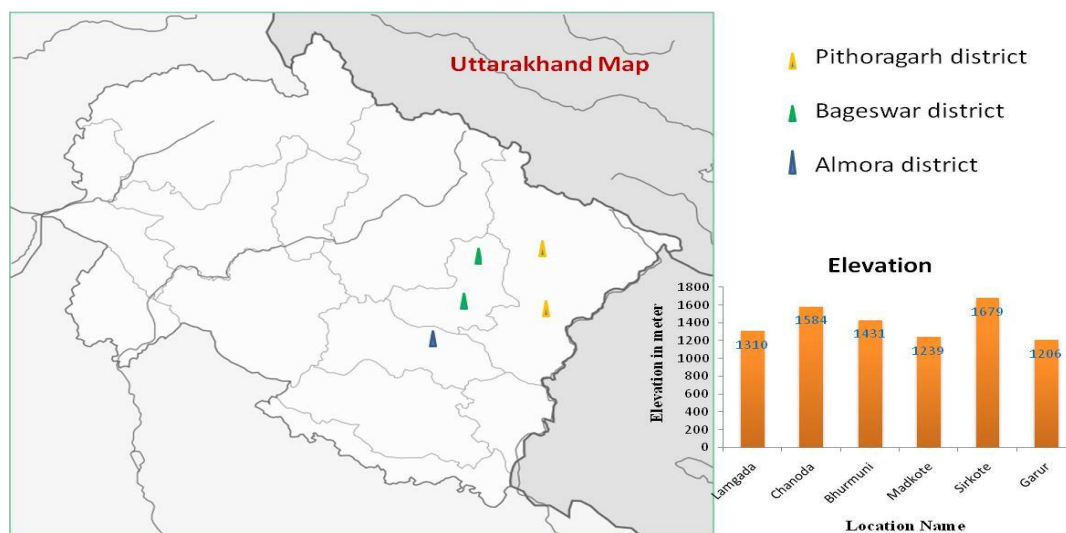 Uttarakhand Map
Pithoragarh district
Bageswar district
Almora district
Elevation
Elevation in meter
1800
1600
1400
1200
1000
800
600
400
200
0
1310
1584
1431
1239
1679
1206
Lamgada
Chanoda
Bhurmuni
Madkote
Sirkote
Garur
Location Name